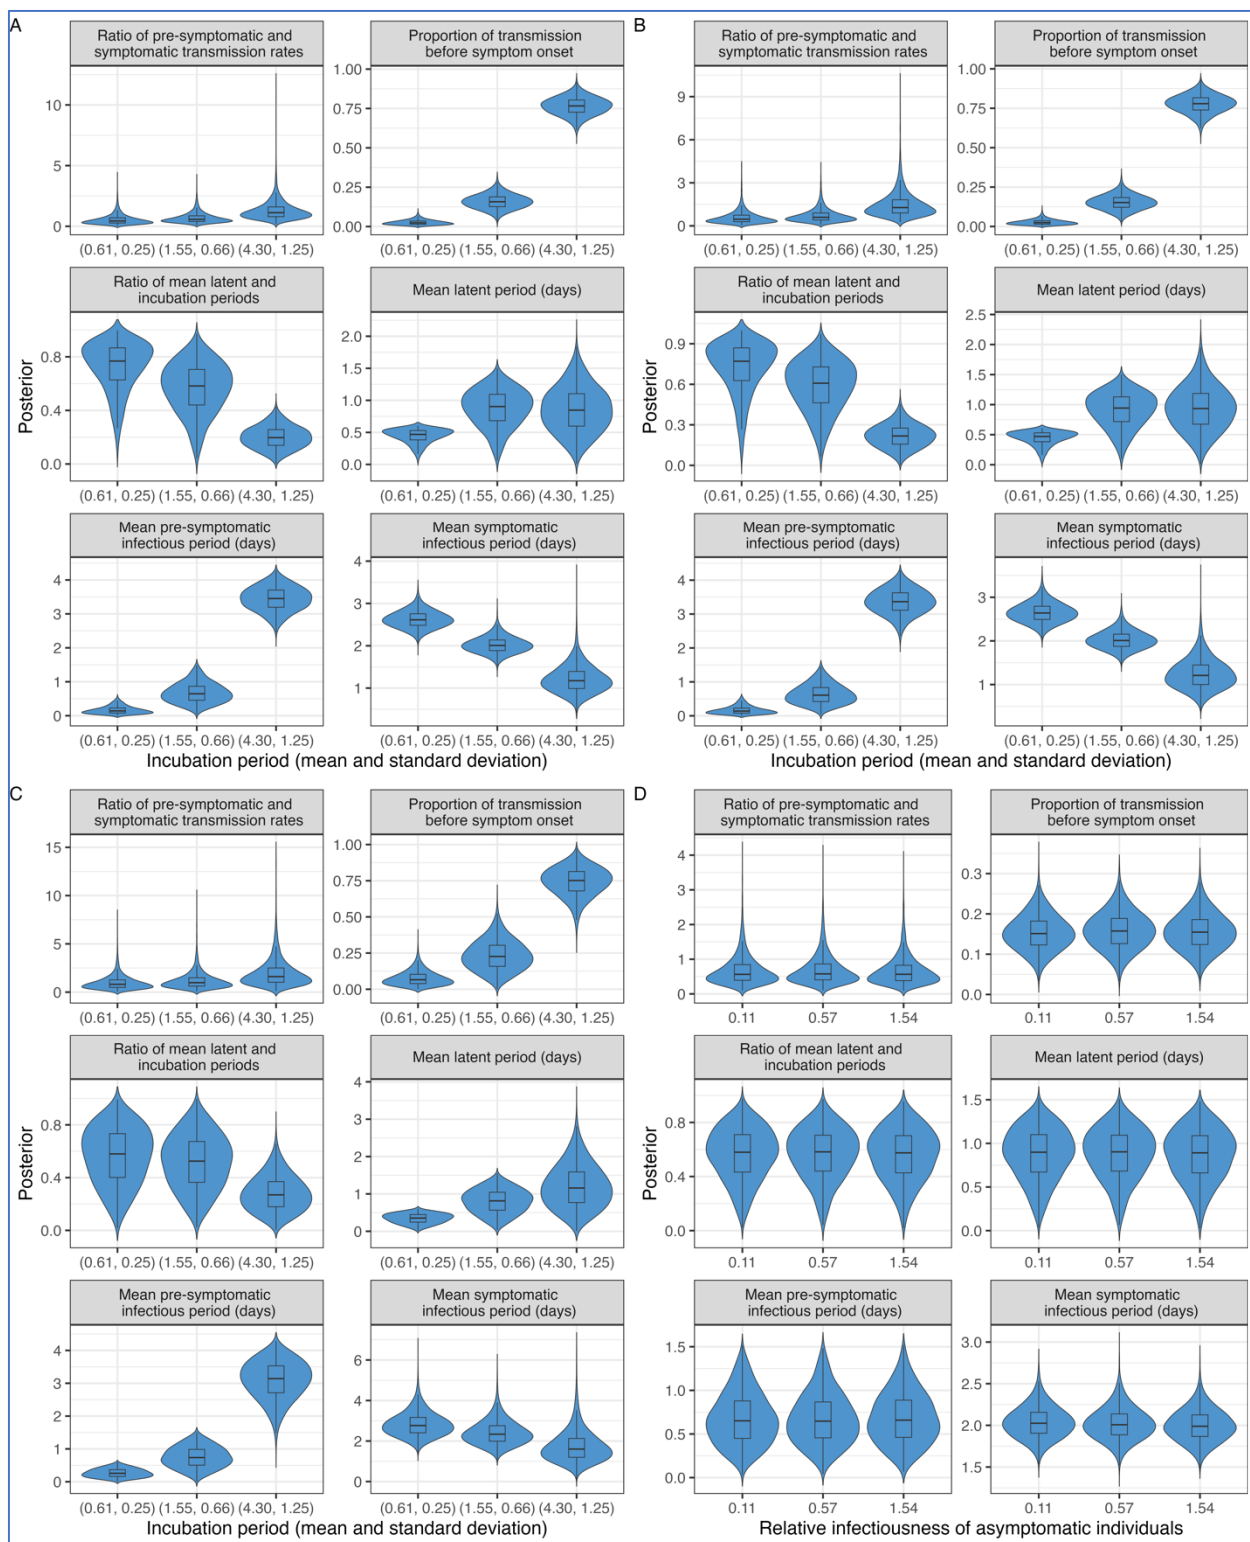 A
Ratio of pre-symptomatic and
symptomatic transmission rates
10
5
0
(0.61, 0.25) (1.55, 0.66) (4.30, 1.25)
Proportion of transmission
before symptom onset
1.00
0.75
0.50
0.25
0.00
(0.61, 0.25) (1.55, 0.66) (4.30, 1.25)
Ratio of mean latent and
incubation periods
0.8
0.4
0.0
(0.61, 0.25) (1.55, 0.66) (4.30, 1.25)
Mean latent period (days)
2.0
1.5
1.0
0.5
0.0
(0.61, 0.25) (1.55, 0.66) (4.30, 1.25)
Posterior
Mean pre-symptomatic
infectious period (days)
4
3
2
1
0
(0.61, 0.25) (1.55, 0.66) (4.30, 1.25)
Mean symptomatic
infectious period (days)
4
3
2
1
(0.61, 0.25) (1.55, 0.66) (4.30, 1.25)
Incubation period (mean and standard deviation)
B
Ratio of pre-symptomatic and
symptomatic transmission rates
9
6
3
0
(0.61, 0.25) (1.55, 0.66) (4.30, 1.25)
Proportion of transmission
before symptom onset
1.00
0.75
0.50
0.25
0.00
(0.61, 0.25) (1.55, 0.66) (4.30, 1.25)
Ratio of mean latent and
incubation periods
0.9
0.6
0.3
0.0
(0.61, 0.25) (1.55, 0.66) (4.30, 1.25)
Mean latent period (days)
2.5
2.0
1.5
1.0
0.5
0.0
(0.61, 0.25) (1.55, 0.66) (4.30, 1.25)
Posterior
Mean pre-symptomatic
infectious period (days)
4
3
2
1
0
(0.61, 0.25) (1.55, 0.66) (4.30, 1.25)
Mean symptomatic
infectious period (days)
3
2
1
(0.61, 0.25) (1.55, 0.66) (4.30, 1.25)
Incubation period (mean and standard deviation)
C
Ratio of pre-symptomatic and
symptomatic transmission rates
15
10
5
0
(0.61, 0.25) (1.55, 0.66) (4.30, 1.25)
Proportion of transmission
before symptom onset
1.00
0.75
0.50
0.25
0.00
(0.61, 0.25) (1.55, 0.66) (4.30, 1.25)
Ratio of mean latent and
incubation periods
0.8
0.4
0.0
(0.61, 0.25) (1.55, 0.66) (4.30, 1.25)
Mean latent period (days)
4
3
2
1
0
(0.61, 0.25) (1.55, 0.66) (4.30, 1.25)
Posterior
Mean pre-symptomatic
infectious period (days)
4
3
2
1
0
(0.61, 0.25) (1.55, 0.66) (4.30, 1.25)
Mean symptomatic
infectious period (days)
6
4
2
0
(0.61, 0.25) (1.55, 0.66) (4.30, 1.25)
Incubation period (mean and standard deviation)
D
Ratio of pre-symptomatic and
symptomatic transmission rates
4
3
2
1
0
0.11 0.57 1.54
Proportion of transmission
before symptom onset
0.3
0.2
0.1
0.0
0.11 0.57 1.54
Ratio of mean latent and
incubation periods
0.8
0.4
0.0
0.11 0.57 1.54
Mean latent period (days)
1.5
1.0
0.5
0.0
0.11 0.57 1.54
Posterior
Mean pre-symptomatic
infectious period (days)
1.5
1.0
0.5
0.0
0.11 0.57 1.54
Mean symptomatic
infectious period (days)
3.0
2.5
2.0
1.5
0.11 0.57 1.54
Relative infectiousness of asymptomatic individuals